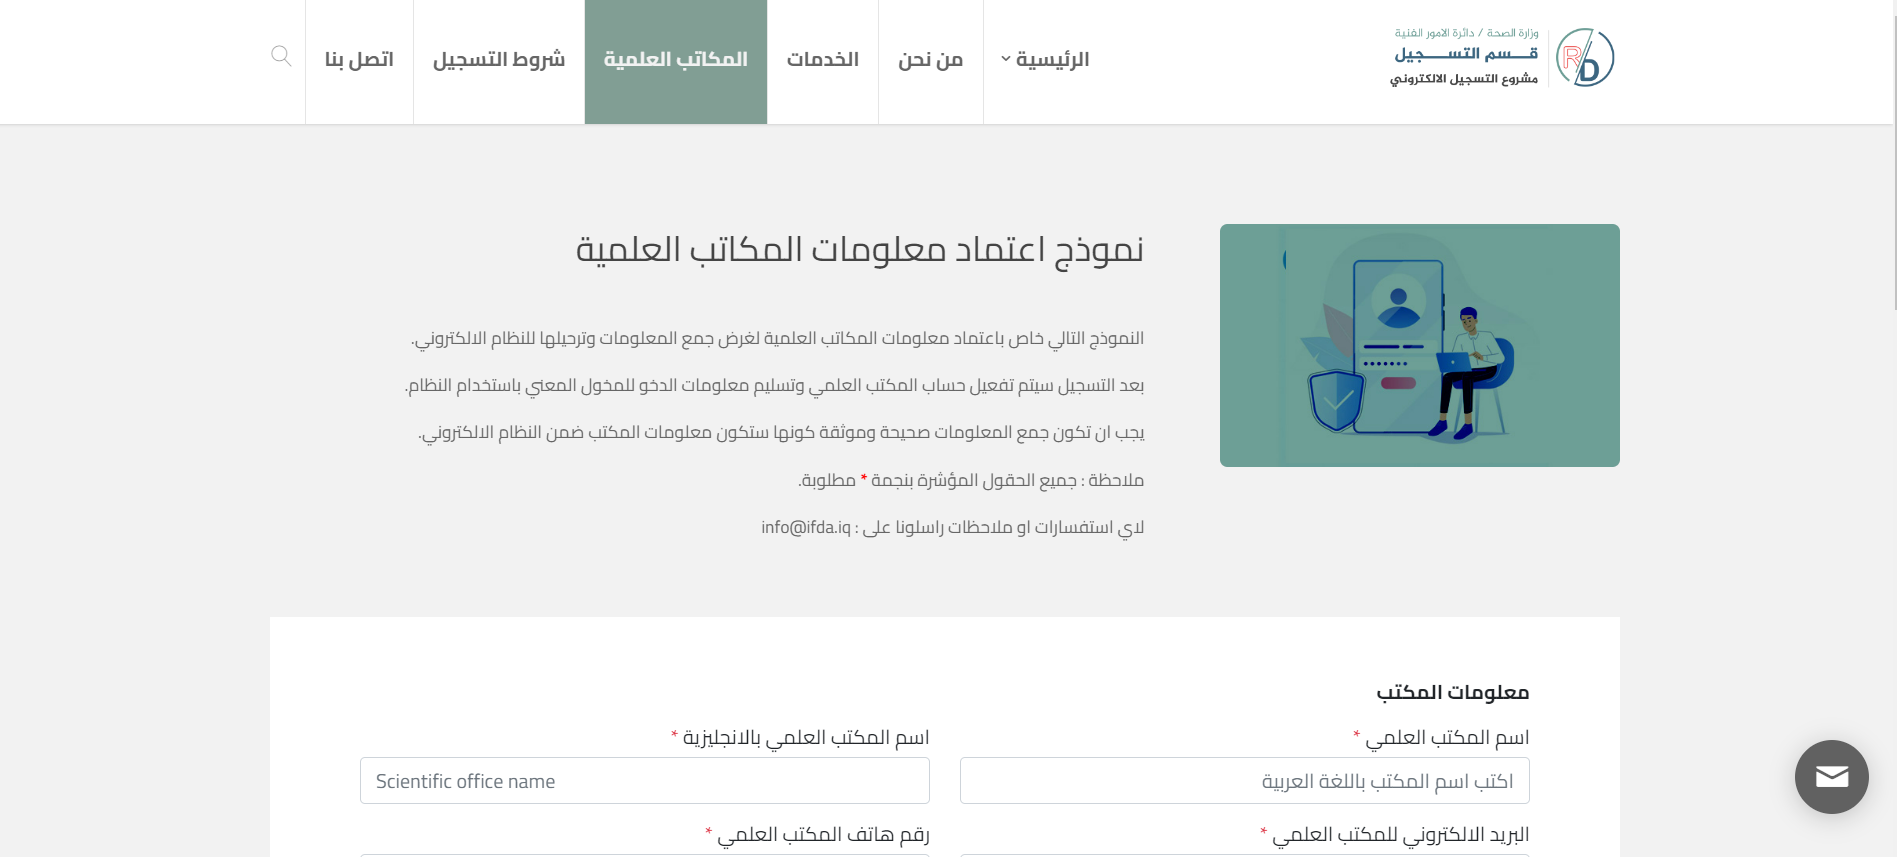 وزارة الصحة / دائرة الامور الفنية
قسم التسجيل
مشروع التسجيل الالكتروني
RD
الرئيسية
من نحن
الخدمات
المكاتب العلمية
شروط التسجيل
اتصل بنا
نموذج اعتماد معلومات المكاتب العلمية
النموذج التالي خاص باعتماد معلومات المكاتب العلمية لغرض جمع المعلومات وترحيلها للنظام الالكتروني.
بعد التسجيل سيتم تفعيل حساب المكتب العلمي وتسليم معلومات الدخو للمخول المعني باستخدام النظام.
يجب ان تكون جمع المعلومات صحيحة وموثقة كونها ستكون معلومات المكتب ضمن النظام الالكتروني.
ملاحظة : جميع الحقول المؤشرة بنجمة * مطلوبة.
لاي استفسارات او ملاحظات راسلونا على : info@ifda.iq
معلومات المكتب
اسم المكتب العلمي *
اكتب اسم المكتب باللغة العربية
اسم المكتب العلمي بالانجليزية *
Scientific office name
البريد الالكتروني للمكتب العلمي *
رقم هاتف المكتب العلمي *